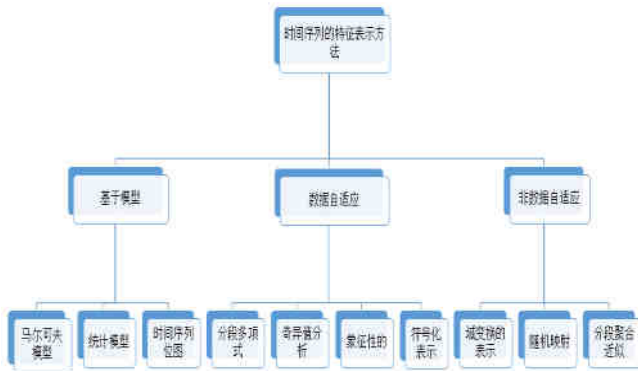 时间序列的特征表示方
法
基于模型
数据自适应
非数据自适应
马尔可夫
模型
统计模型
时间序列
位图
分段多项
式
奇异值分
析
象征性的
符号化
表示
域变换的
表示
随机映射
分段聚合
近似